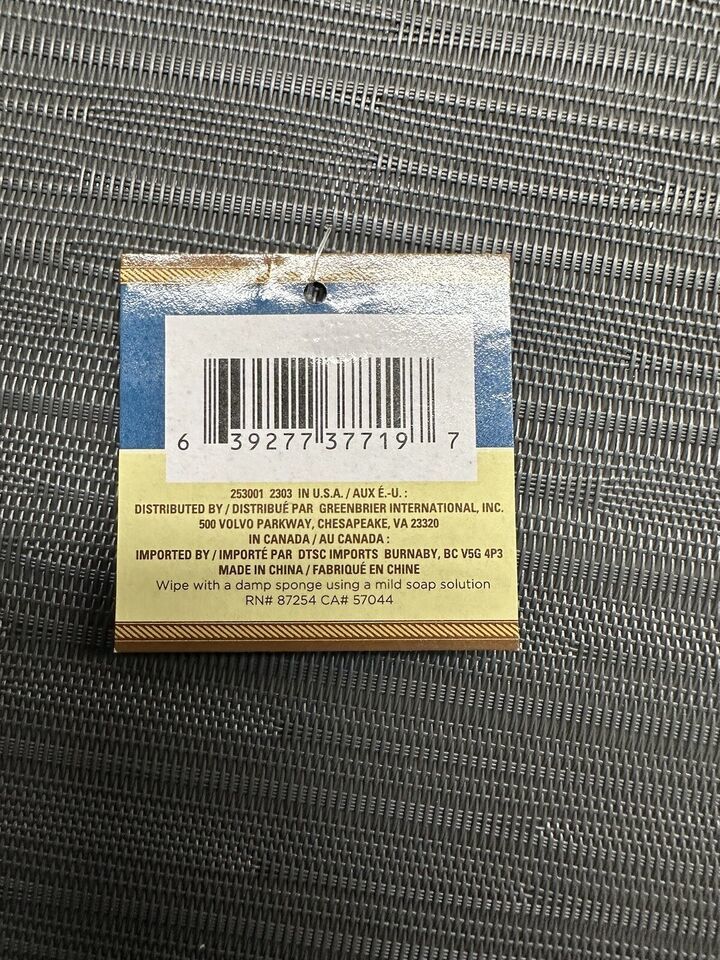 6 39277 37719 7
253001 2303 IN U.S.A. / AUX É.-U. :
DISTRIBUTED BY / DISTRIBUÉ PAR GREENBRIER INTERNATIONAL, INC.
500 VOLVO PARKWAY, CHESAPEAKE, VA 23320
IN CANADA / AU CANADA :
IMPORTED BY / IMPORTÉ PAR DTSC IMPORTS BURNABY, BC V5G 4P3
MADE IN CHINA / FABRIQUÉ EN CHINE
Wipe with a damp sponge using a mild soap solution
RN# 87254 CA# 57044